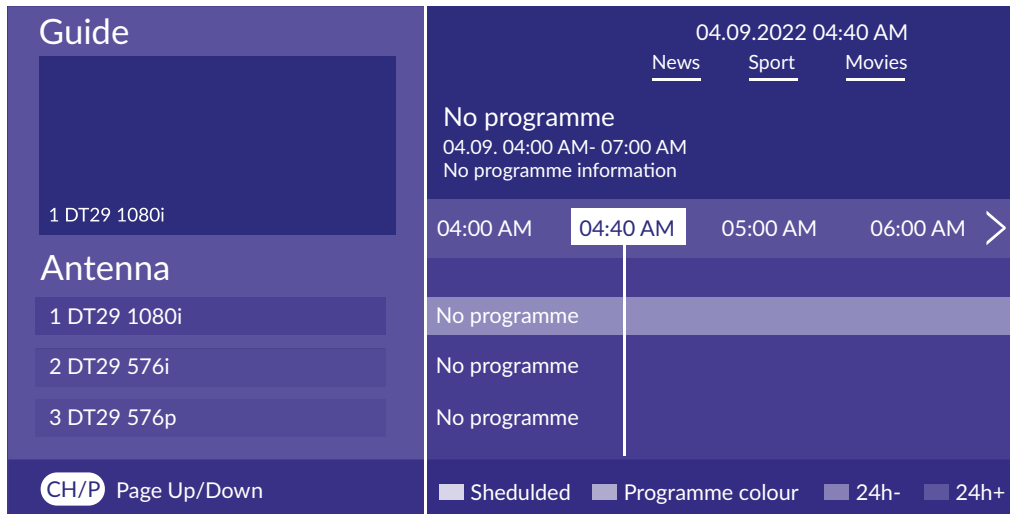 Guide
1 DT29 1080i
Antenna
1 DT29 1080i
2 DT29 576i
3 DT29 576p
CH/P Page Up/Down
04.09.2022 04:40 AM
News Sport Movies
No programme
04.09. 04:00 AM- 07:00 AM
No programme information
04:00 AM 04:40 AM 05:00 AM 06:00 AM
No programme
No programme
No programme
Shedulded Programme colour 24h- 24h+